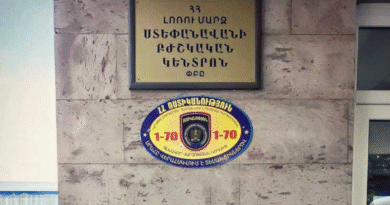 ՀՀ
ԼՈՌՈՒ ՄԱՐԶ
ՍՏԵՓԱՆԱՎԱՆԻ
ԲԺՇԿԱԿԱՆ
ԿԵՆՏՐՈՆ
ՓԲԸ
ՀՀ ՈՍՏԻԿԱՆՈՒԹՅՈՒՆ
1-70 1-70